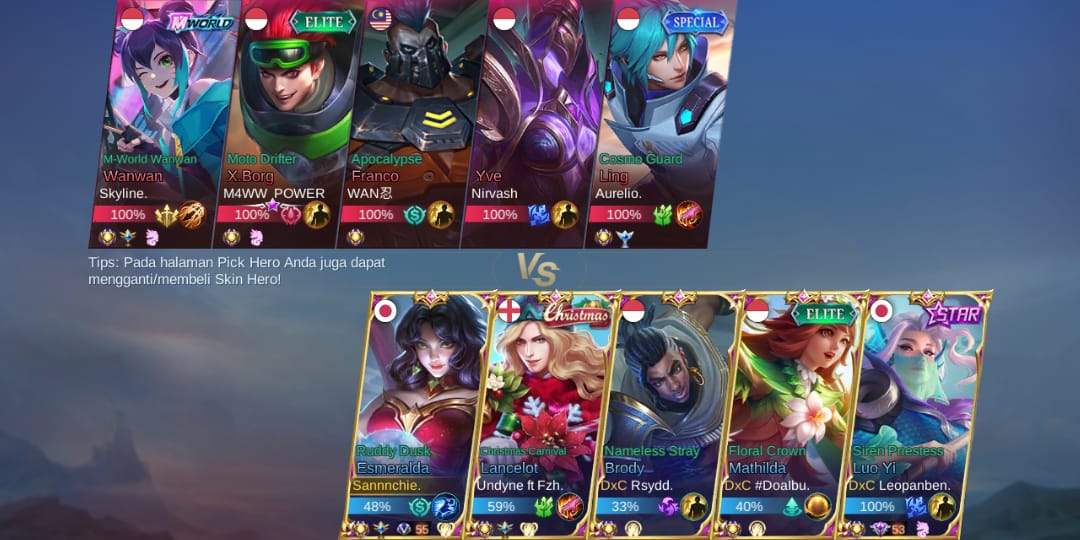 M-WORLD
ELITE
SPECIAL
M-World Wanwan
Moto Drifter
Apocalypse
Cosmo Guard
Wanwan
X.Borg
Franco
Yve
Ling
Skyline.
M4WW POWER
WAN忍
Nirvash
Aurelio.
100%
100%
100%
100%
100%
Tips: Pada halaman Pick Hero Anda juga dapat
mengganti/membeli Skin Hero!
VS
Christmas
ELITE
STAR
Ruddy Dusk
Christmas Carnival
Nameless Stray
Floral Crown
Siren Priestess
Esmeralda
Lancelot
Brody
Mathilda
Luo Yi
Sannnchie.
Undyne ft Fzh.
DxC Rsydd.
DxC #Doalbu.
DxC Leopanben.
48%
59%
33%
40%
100%
55
53